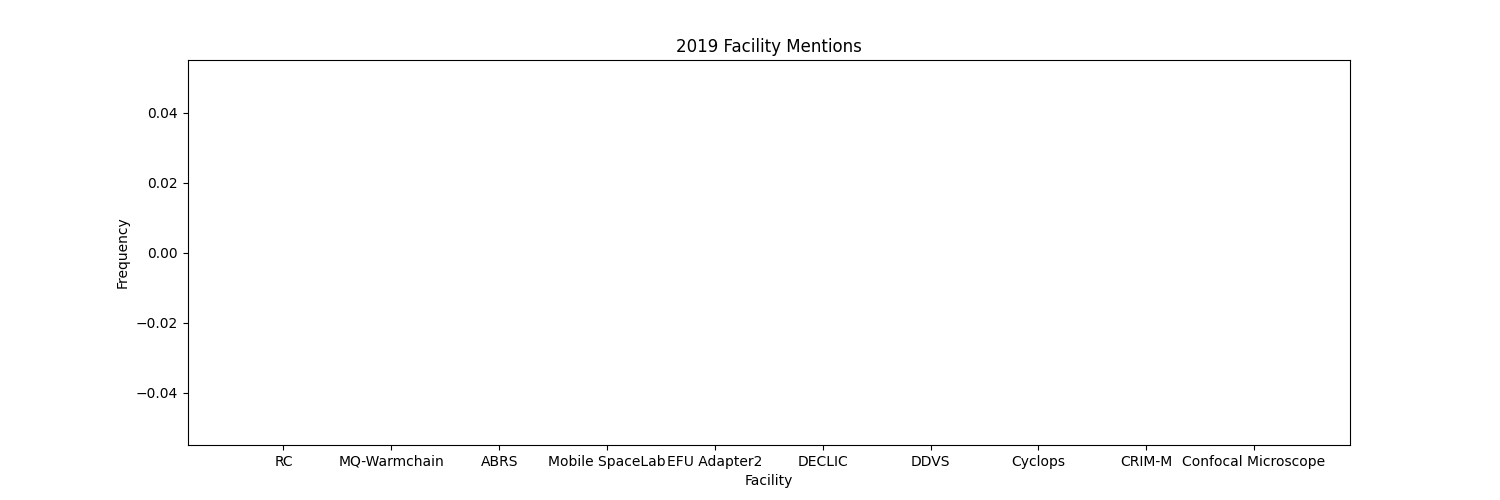 2019 Facility Mentions
0.04
0.02
0.00
−0.02
−0.04
Frequency
RC MQ-Warmchain ABRS Mobile SpaceLab EFU Adapter2 DECLIC DDVS Cyclops CRIM-M Confocal Microscope
Facility